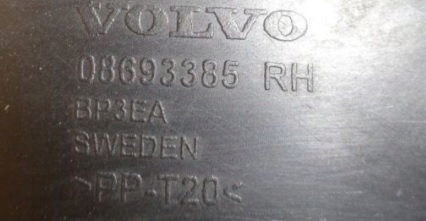 VOLVO
08693385 RH
BP3EA
SWEDEN
>PP-T20<